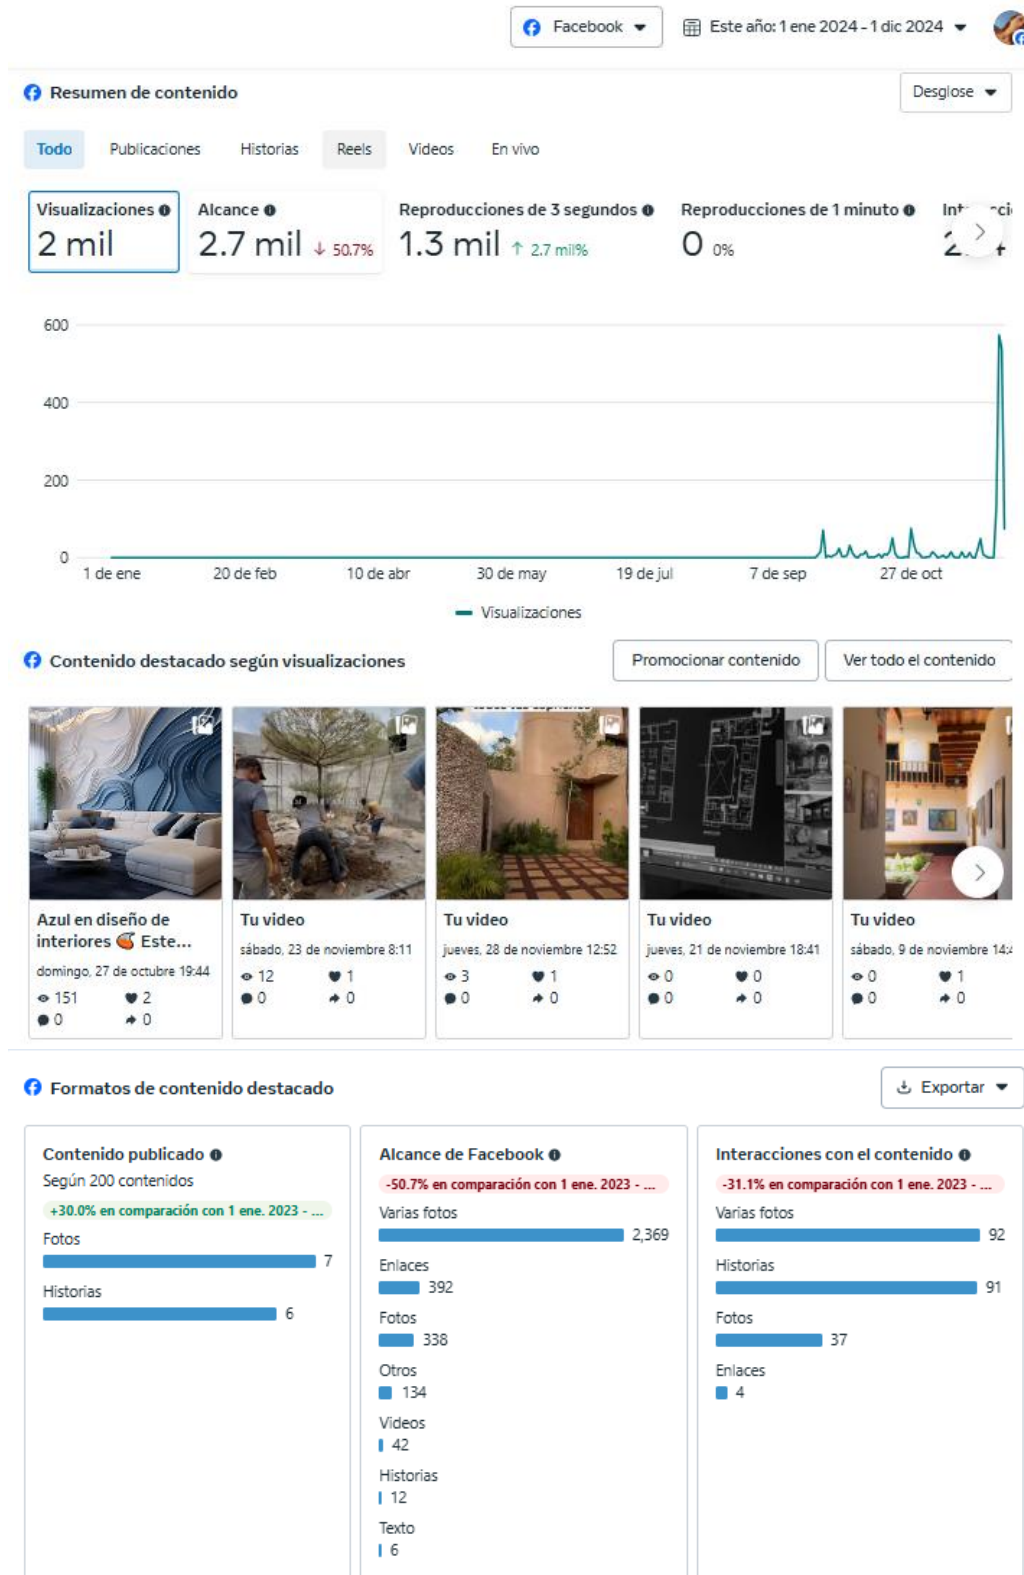 Facebook
Este año: 1 ene 2024 - 1 dic 2024
Resumen de contenido
Desglose
Todo Publicaciones Historias Reels Videos En vivo
Visualizaciones Alcance Reproducciones de 3 segundos Reproducciones de 1 minuto
2 mil 2.7 mil ↓ 50.7% 1.3 mil ↑ 2.7 mil% 0 0%
600
400
200
0
1 de ene 20 de feb 10 de abr 30 de may 19 de jul 7 de sep 27 de oct
Visualizaciones
Contenido destacado según visualizaciones
Promocionar contenido
Ver todo el contenido
Azul en diseño de
interiores Este...
domingo, 27 de octubre 19:44
151 2
0 0
Tu video
sábado, 23 de noviembre 8:11
12 1
0 0
Tu video
jueves, 28 de noviembre 12:52
3 1
0 0
Tu video
jueves, 21 de noviembre 18:41
0 0
0 0
Tu video
sábado, 9 de noviembre
0 1
0 0
Formatos de contenido destacado
Exportar
Contenido publicado
Según 200 contenidos
+30.0% en comparación con 1 ene. 2023 - ...
Fotos
7
Historias
6
Alcance de Facebook
-50.7% en comparación con 1 ene. 2023 - ...
Varias fotos
2,369
Enlaces
392
Fotos
338
Otros
134
Videos
42
Historias
12
Texto
6
Interacciones con el contenido
-31.1% en comparación con 1 ene. 2023 - ...
Varias fotos
92
Historias
91
Fotos
37
Enlaces
4